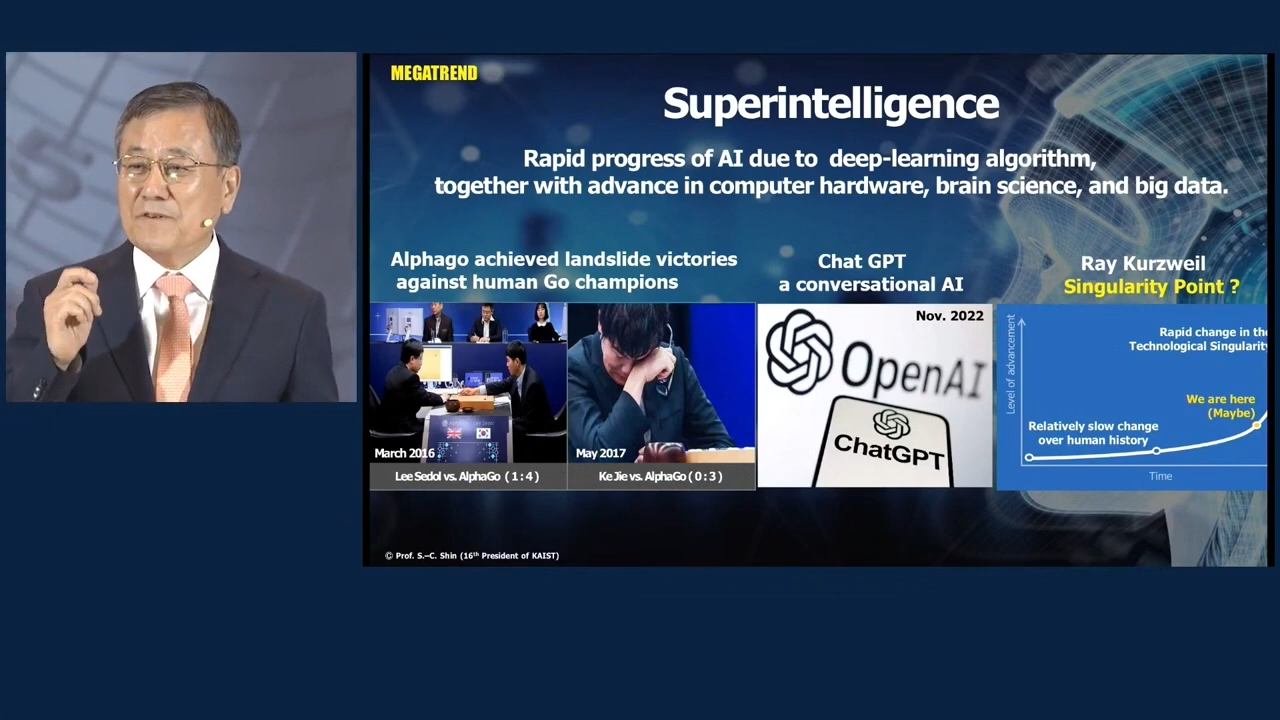 MEGATREND
Superintelligence
Rapid progress of AI due to deep-learning algorithm,
together with advance in computer hardware, brain science, and big data.
Alphago achieved landslide victories
against human Go champions
March 2016
Lee Sedol vs. AlphaGo ( 1 : 4 )
May 2017
Ke Jie vs. AlphaGo ( 0 : 3 )
Chat GPT
a conversational AI
Nov. 2022
OpenAI
ChatGPT
Ray Kurzweil
Singularity Point ?
Level of advancement
Rapid change in the
Technological Singularity
We are here
(Maybe)
Relatively slow change
over human history
Time
© Prof. S.-C. Shin (16th President of KAIST)
5